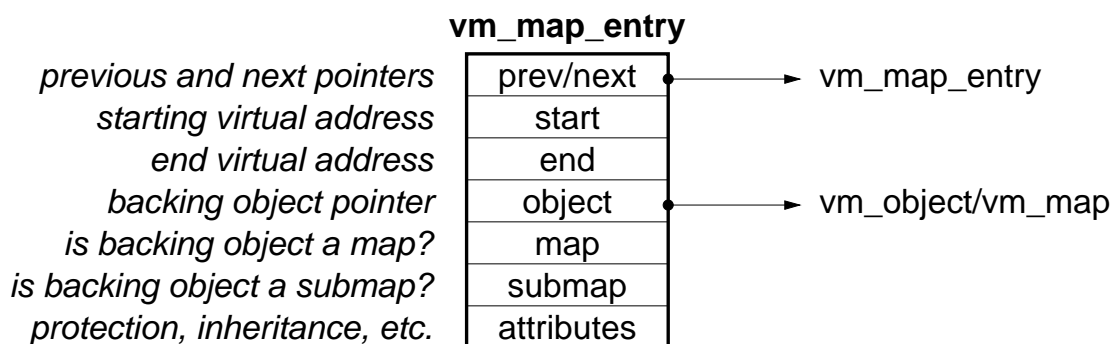 vm_map_entry
previous and next pointers prev/next vm_map_entry
starting virtual address start
end virtual address end
backing object pointer object vm_object/vm_map
is backing object a map? map
is backing object a submap? submap
protection, inheritance, etc. attributes